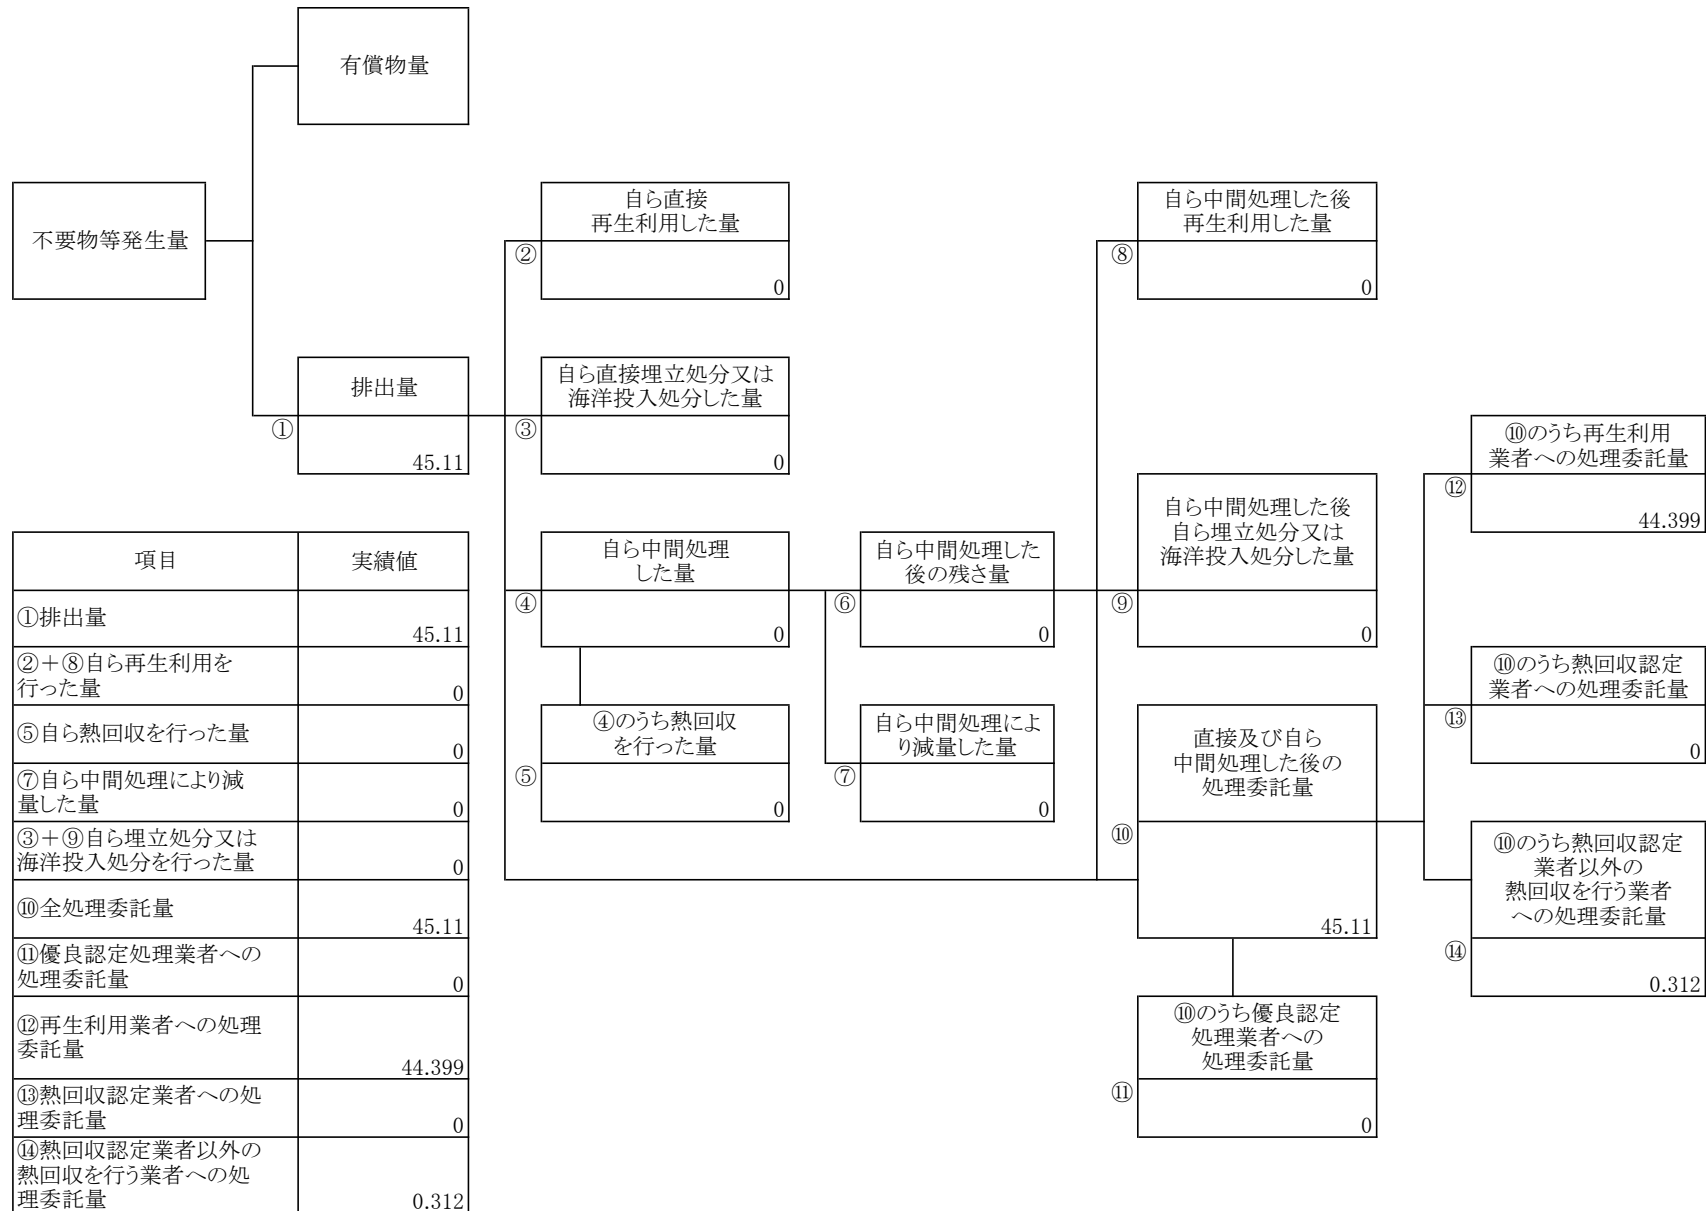 有償物量
不要物等発生量
自ら直接
再生利用した量
②
0
自ら中間処理した後
再生利用した量
⑧
0
排出量
①
45.11
自ら直接埋立処分又は
海洋投入処分した量
③
0
⑩のうち再生利用
業者への処理委託量
⑫
44.399
自ら中間処理
した量
④
0
自ら中間処理した
後の残さ量
⑥
0
自ら中間処理した後
自ら埋立処分又は
海洋投入処分した量
⑨
0
⑩のうち熱回収認定
業者への処理委託量
⑬
0
④のうち熱回収
を行った量
⑤
0
自ら中間処理によ
り減量した量
⑦
0
直接及び自ら
中間処理した後の
処理委託量
⑩
45.11
⑩のうち熱回収認定
業者以外の
熱回収を行う業者
への処理委託量
⑭
0.312
⑩のうち優良認定
処理業者への
処理委託量
⑪
0
項目 実績値
①排出量
45.11
②＋⑧自ら再生利用を
行った量 0
⑤自ら熱回収を行った量
0
⑦自ら中間処理により減
量した量 0
③＋⑨自ら埋立処分又は
海洋投入処分を行った量 0
⑩全処理委託量
45.11
⑪優良認定処理業者への
処理委託量 0
⑫再生利用業者への処理
委託量
44.399
⑬熱回収認定業者への処
理委託量 0
⑭熱回収認定業者以外の
熱回収を行う業者への処
理委託量 0.312